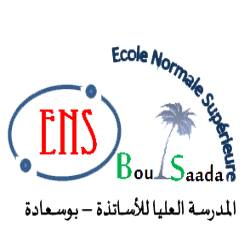 Ecole Normale Supérieure
ENS
Bou Saada
المدرسة العليا للأساتذة - بوسعادة